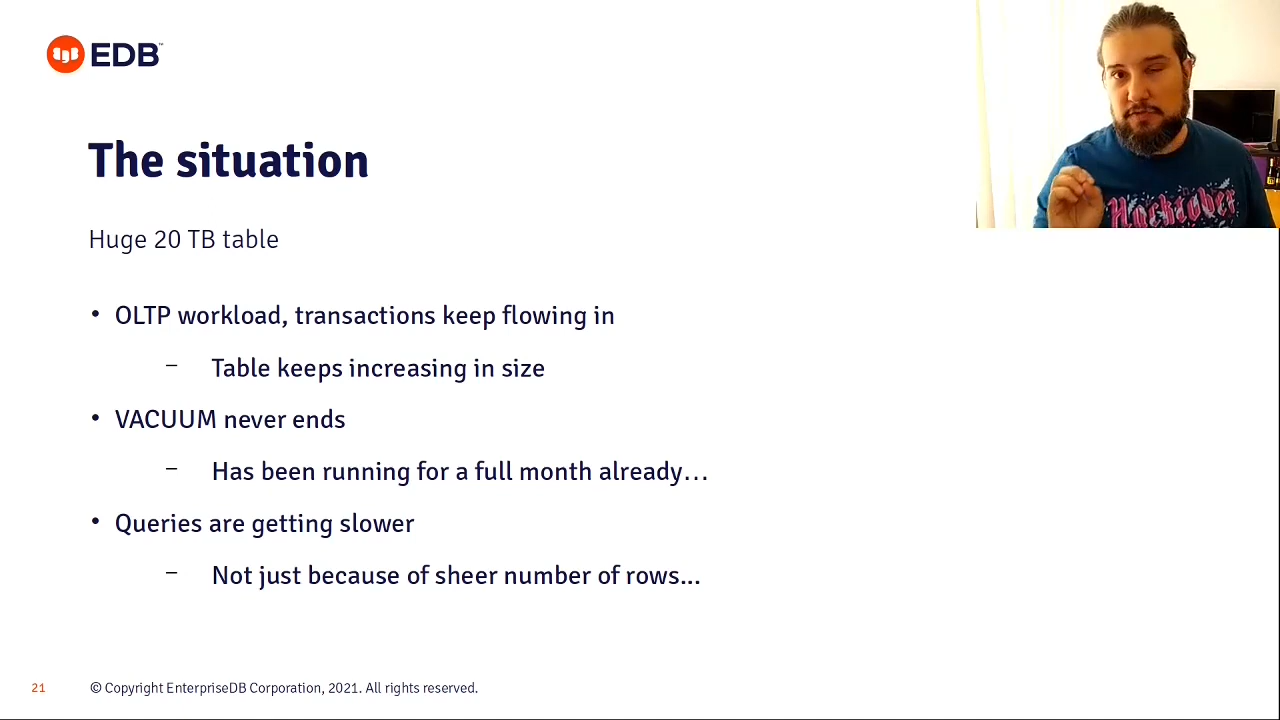 EDB™
The situation
Huge 20 TB table
• OLTP workload, transactions keep flowing in
– Table keeps increasing in size
• VACUUM never ends
– Has been running for a full month already…
• Queries are getting slower
– Not just because of sheer number of rows...
21 © Copyright EnterpriseDB Corporation, 2021. All rights reserved.
Hacktober